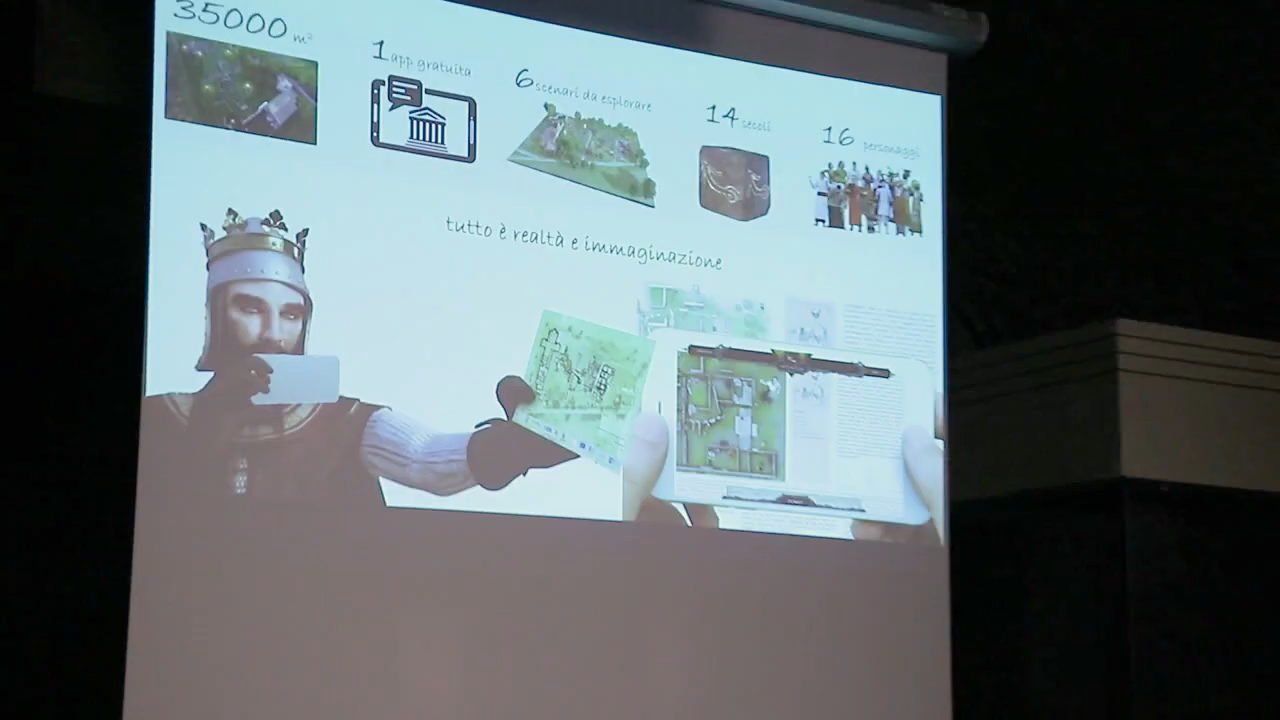 35000 m²
1 app gratuita
6 scenari da esplorare
14 secoli
16 personaggi
tutto è realtà e immaginazione